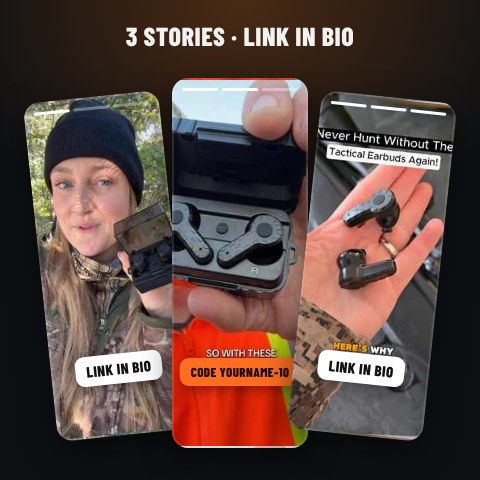 3 STORIES · LINK IN BIO
LINK IN BIO
SO WITH THESE
CODE YOURNAME-10
Never Hunt Without The
Tactical Earbuds Again!
HERE'S WHY
LINK IN BIO